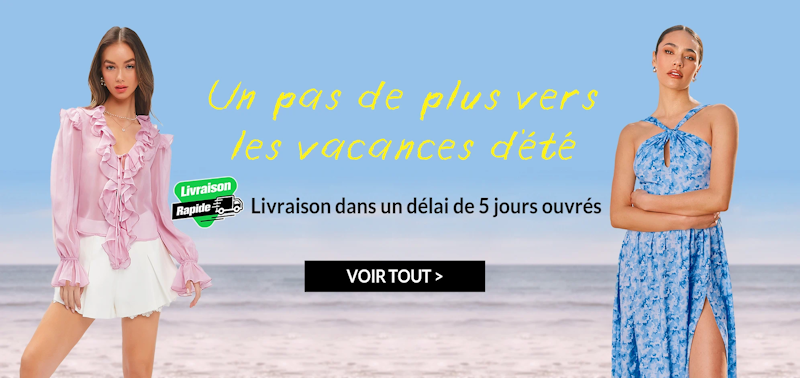 Un pas de plus vers
les vacances d'été
Livraison
Rapide
Livraison dans un délai de 5 jours ouvrés
VOIR TOUT >